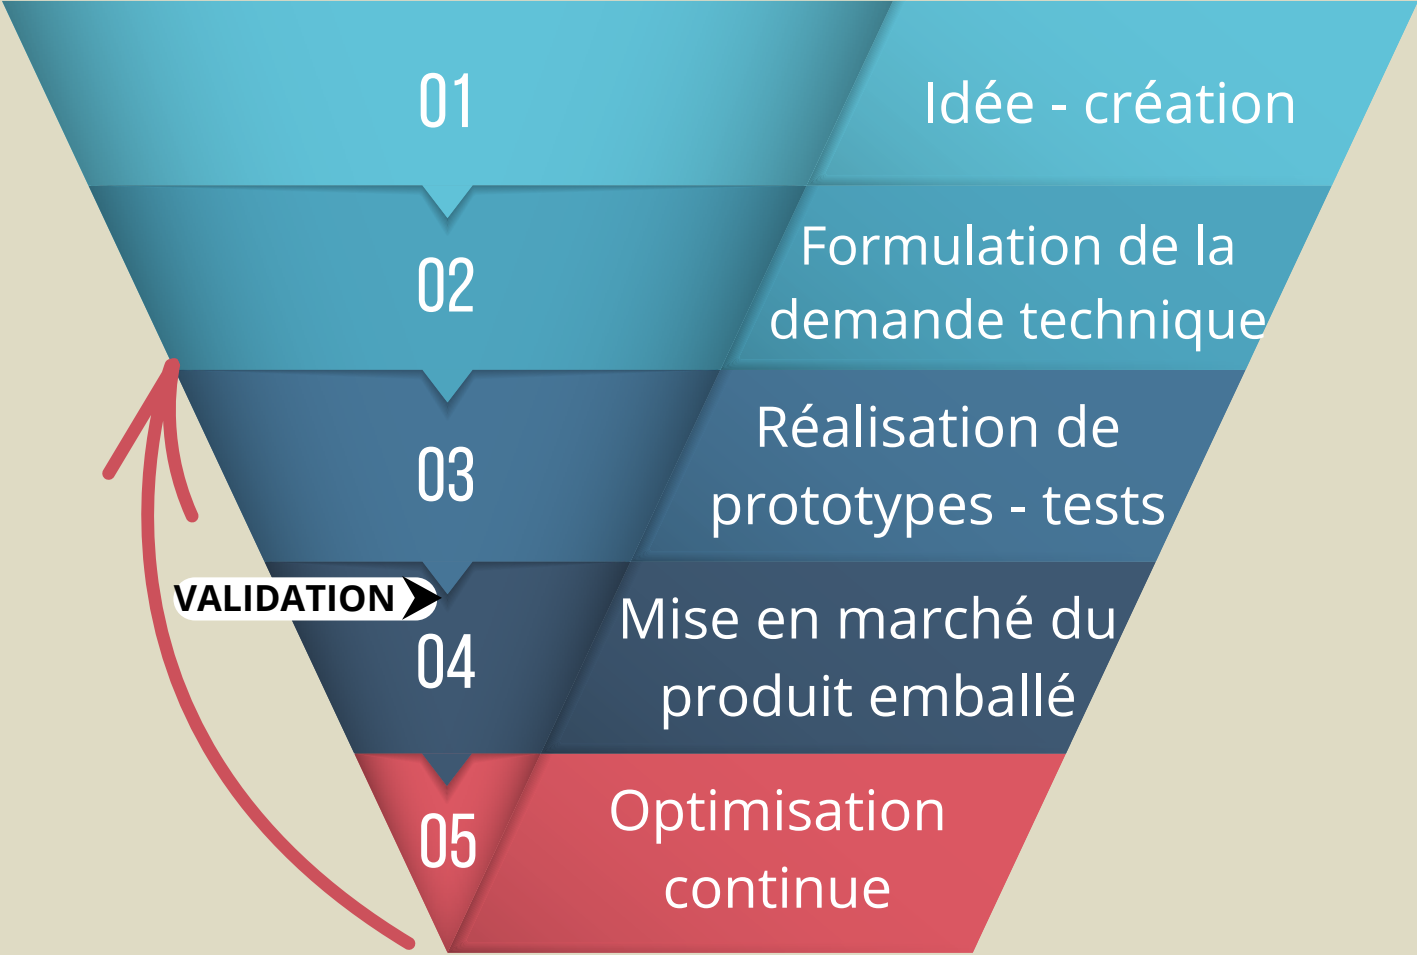 01
Idée - création
02
Formulation de la
demande technique
03
Réalisation de
prototypes - tests
VALIDATION
04
Mise en marché du
produit emballé
05
Optimisation
continue